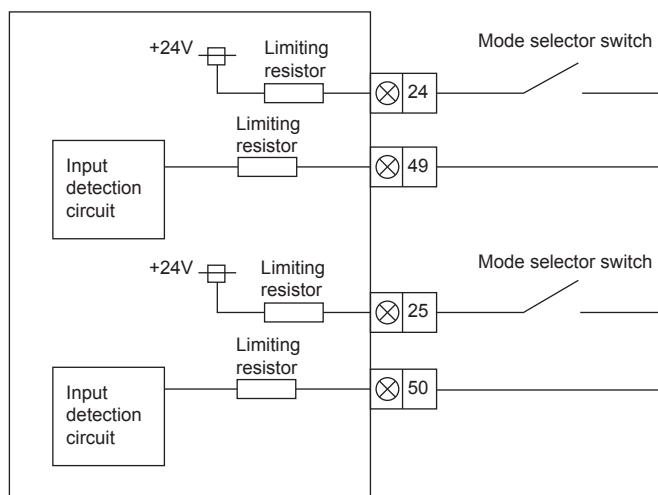 +24V
Limiting
resistor
24
Mode selector switch
Limiting
resistor
49
Input
detection
circuit
+24V
Limiting
resistor
25
Mode selector switch
Limiting
resistor
50
Input
detection
circuit